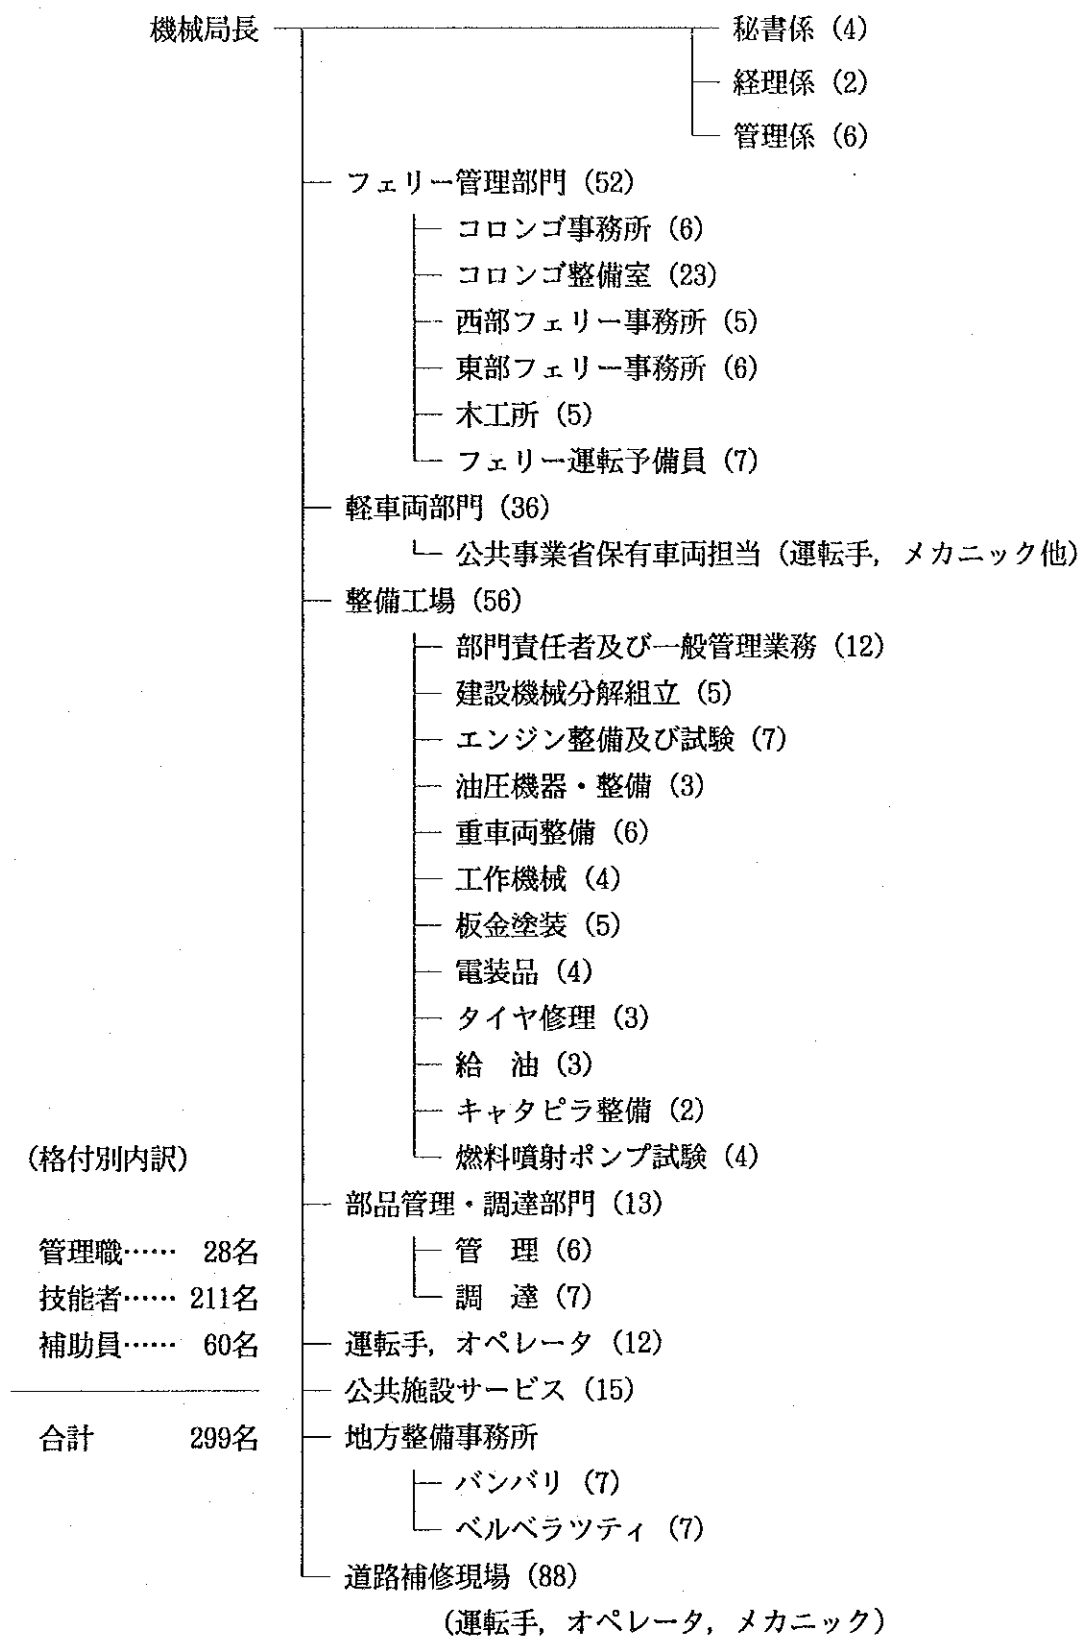 機械局長 秘書係 (4)
経理係 (2)
管理係 (6)
フェリー管理部門 (52)
コロンゴ事務所 (6)
コロンゴ整備室 (23)
西部フェリー事務所 (5)
東部フェリー事務所 (6)
木工所 (5)
フェリー運転予備員 (7)
軽車両部門 (36)
公共事業省保有車両担当 (運転手, メカニック他)
整備工場 (56)
部門責任者及び一般管理業務 (12)
建設機械分解組立 (5)
エンジン整備及び試験 (7)
油圧機器・整備 (3)
重車両整備 (6)
工作機械 (4)
板金塗装 (5)
電装品 (4)
タイヤ修理 (3)
給 油 (3)
キャタピラ整備 (2)
燃料噴射ポンプ試験 (4)
部品管理・調達部門 (13)
管 理 (6)
調 達 (7)
運転手, オペレータ (12)
公共施設サービス (15)
地方整備事務所
バンバリ (7)
ベルベラツティ (7)
道路補修現場 (88)
(運転手, オペレータ, メカニック)
(格付別内訳)
管理職…… 28名
技能者…… 211名
補助員…… 60名
合計 299名